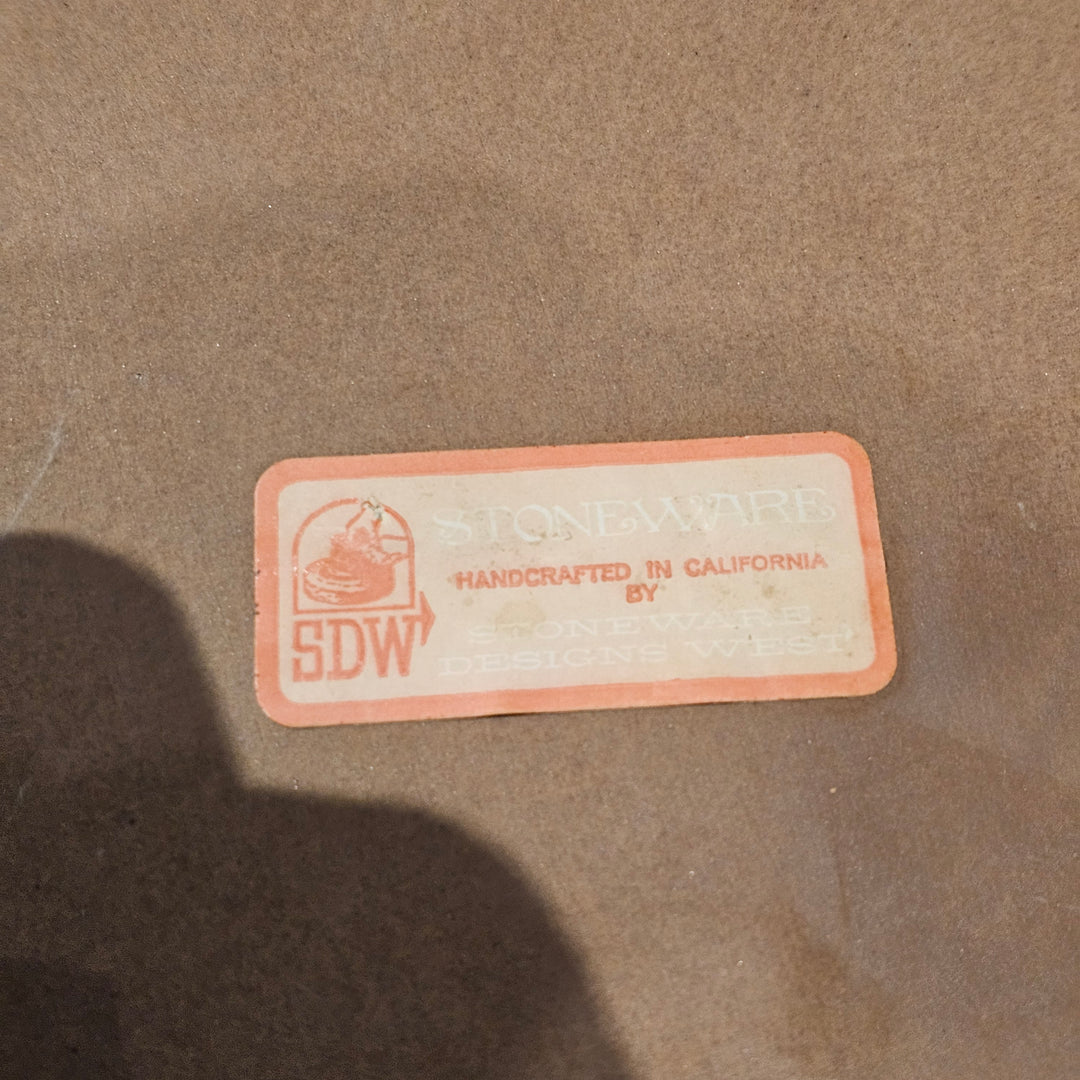 STONEWARE
HANDCRAFTED IN CALIFORNIA
BY
STONEWARE
DESIGNS WEST
SDW